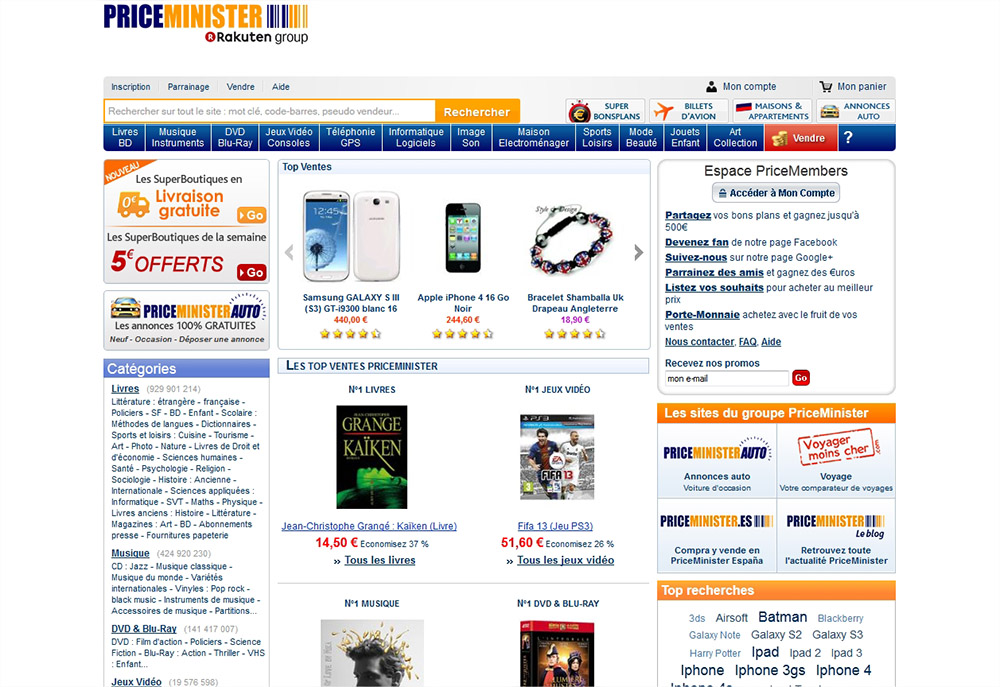 PRICEMINISTER
Rakuten group
Inscription Parrainage Vendre Aide Mon compte Mon panier
Rechercher sur tout le site : mot clé, code-barres, pseudo vendeur... Rechercher
SUPER
BONSPLANS
BILLETS
D'AVION
MAISONS &
APPARTEMENTS
ANNONCES
AUTO
Livres
BD
Musique
Instruments
DVD
Blu-Ray
Jeux Vidéo
Consoles
Téléphonie
GPS
Informatique
Logiciels
Image
Son
Maison
Electroménager
Sports
Loisirs
Mode
Beauté
Jouets
Enfant
Art
Collection
Vendre
?
NOUVEAU
Les SuperBoutiques en
0€ Livraison
gratuite
Go
Les SuperBoutiques de la semaine
5€ OFFERTS
Go
PRICEMINISTER AUTO
Les annonces 100% GRATUITES
Neuf - Occasion - Déposer une annonce
Catégories
Livres (929 901 214)
Littérature : étrangère - française -
Policiers - SF - BD - Enfant - Scolaire :
Méthodes de langues - Dictionnaires -
Sports et loisirs : Cuisine - Tourisme -
Art - Photo - Nature - Livres de Droit et
d'économie - Sciences humaines -
Santé - Psychologie - Religion -
Sociologie - Histoire : Ancienne -
Internationale - Sciences appliquées :
Informatique - SVT - Maths - Physique -
Livres anciens : Histoire - Littérature -
Magazines : Art - BD - Abonnements
presse - Fournitures papeterie
Musique (424 920 230)
CD : Jazz - Musique classique -
Musique du monde - Variétés
internationales - Vinyles : Pop rock -
black music - Instruments de musique -
Accessoires de musique - Partitions...
DVD & Blu-Ray (141 417 007)
DVD : Film d'action - Policiers - Science
Fiction - Blu-Ray : Action - Thriller - VHS
: Enfant...
Jeux Vidéo (19 576 598)
Top Ventes
12:45
Style & Design
Samsung GALAXY S III
(S3) GT-i9300 blanc 16
440,00 €
Apple iPhone 4 16 Go
Noir
244,60 €
Bracelet Shamballa Uk
Drapeau Angleterre
18,90 €
LES TOP VENTES PRICEMINISTER
N°1 LIVRES
JEAN-CHRISTOPHE
GRANGÉ
KAÏKEN
Jean-Christophe Grangé : Kaïken (Livre)
14,50 € Economisez 37 %
» Tous les livres
N°1 JEUX VIDÉO
PS3
EA
SPORTS
FIFA 13
3
Fifa 13 (Jeu PS3)
51,60 € Economisez 26 %
» Tous les jeux vidéo
N°1 MUSIQUE
N°1 DVD & BLU-RAY
Espace PriceMembers
Accéder à Mon Compte
Partagez vos bons plans et gagnez jusqu'à
500€
Devenez fan de notre page Facebook
Suivez-nous sur notre page Google+
Parrainez des amis et gagnez des €uros
Listez vos souhaits pour acheter au meilleur
prix
Porte-Monnaie achetez avec le fruit de vos
ventes
Nous contacter, FAQ, Aide
Recevez nos promos
mon e-mail Go
Les sites du groupe PriceMinister
PRICEMINISTER AUTO
Annonces auto
Voiture d'occasion
Voyager
moins cher.com
Voyage
Votre comparateur de voyages
PRICEMINISTER.ES
Compra y vende en
PriceMinister España
PRICEMINISTER
Le blog
Retrouvez toute
l'actualité PriceMinister
Top recherches
3ds Airsoft Batman Blackberry
Galaxy Note Galaxy S2 Galaxy S3
Harry Potter Ipad Ipad 2 Ipad 3
Iphone Iphone 3gs Iphone 4